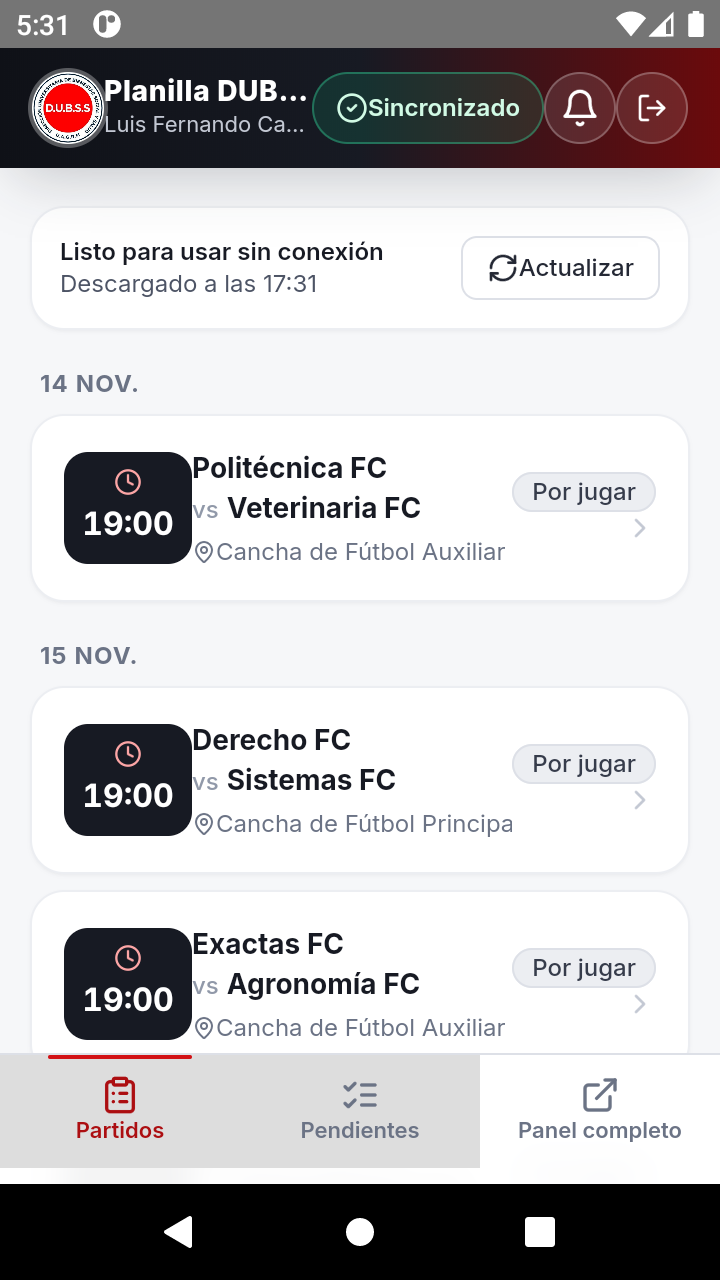 5:31
Planilla DUB...
Luis Fernando Ca...
D.U.B.S.S
Sincronizado
Listo para usar sin conexión
Descargado a las 17:31
Actualizar
14 NOV.
19:00
Politécnica FC
vs Veterinaria FC
Cancha de Fútbol Auxiliar
Por jugar
15 NOV.
19:00
Derecho FC
vs Sistemas FC
Cancha de Fútbol Principa
Por jugar
19:00
Exactas FC
vs Agronomía FC
Cancha de Fútbol Auxiliar
Por jugar
Partidos
Pendientes
Panel completo